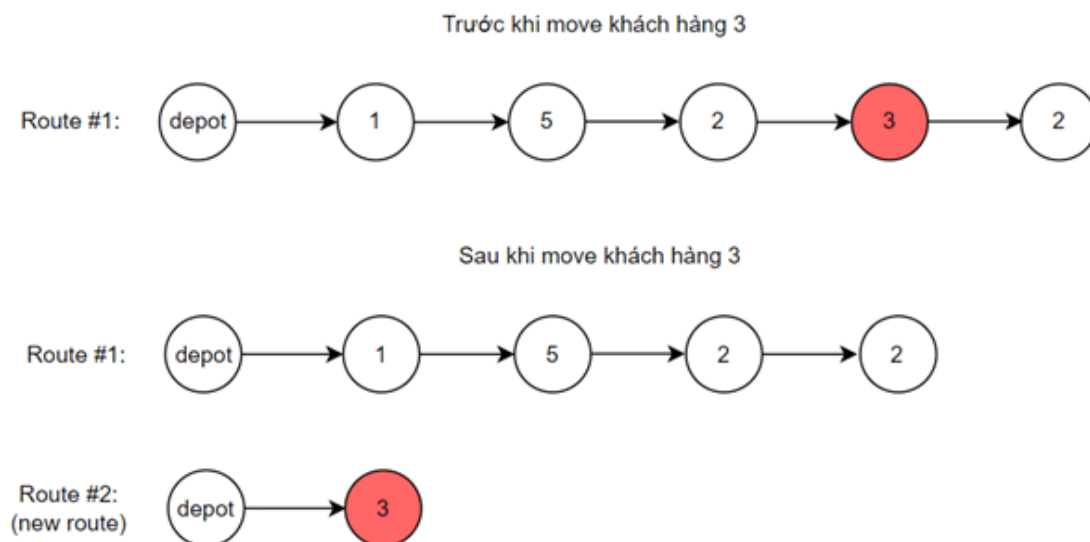 Trước khi move khách hàng 3
Route #1: depot 1 5 2 3 2
Sau khi move khách hàng 3
Route #1: depot 1 5 2 2
Route #2:
(new route)
depot 3